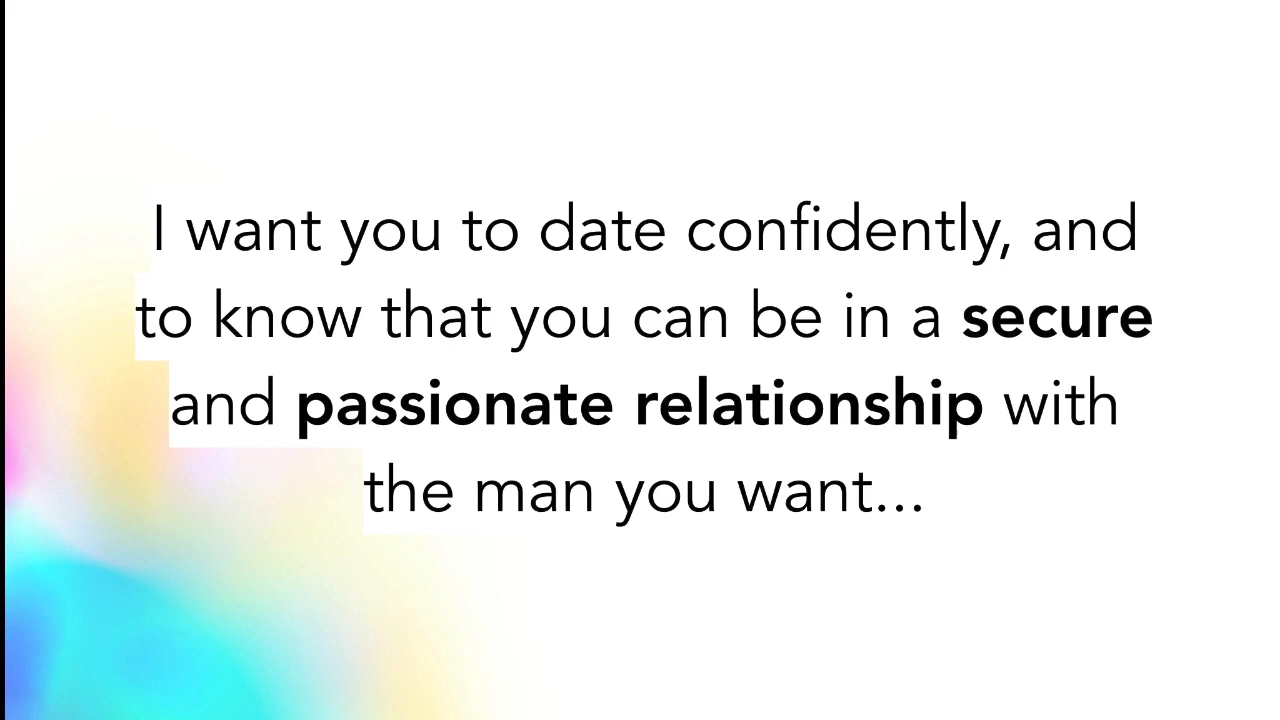 I want you to date confidently, and
to know that you can be in a secure
and passionate relationship with
the man you want...